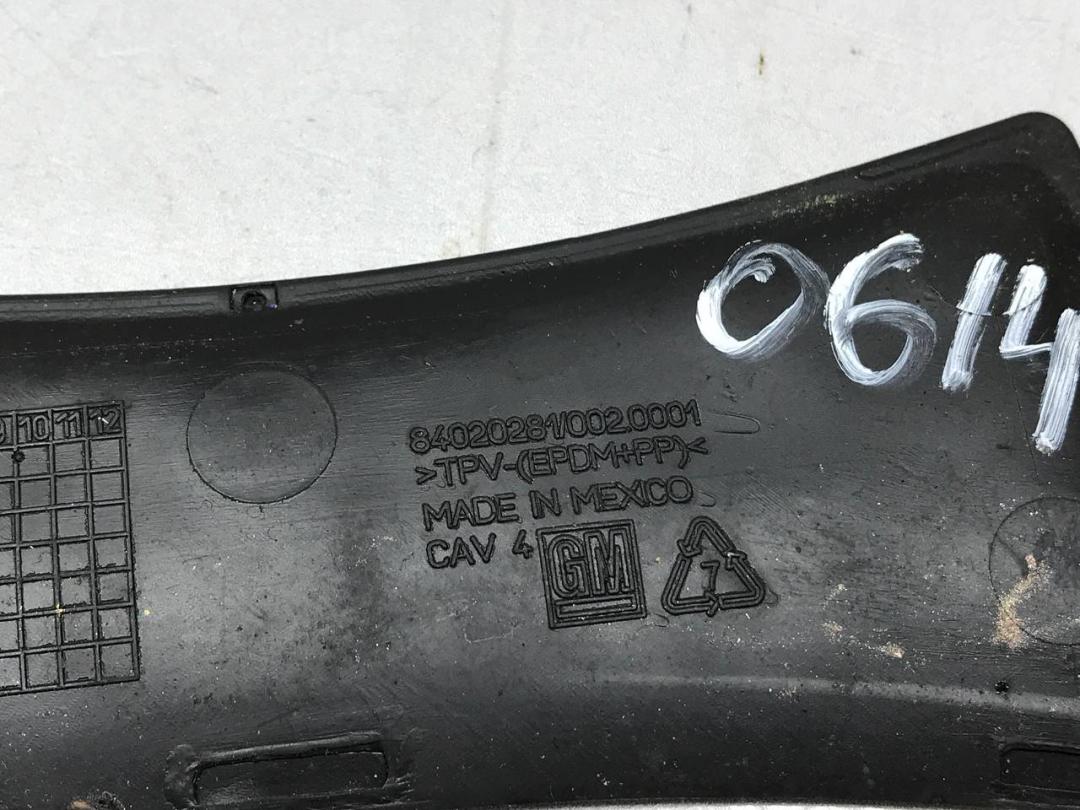 0614
10 11 12
84020281/002.0001
>TPV-(EPDM+PP)<
MADE IN MEXICO
CAV 4 GM 7